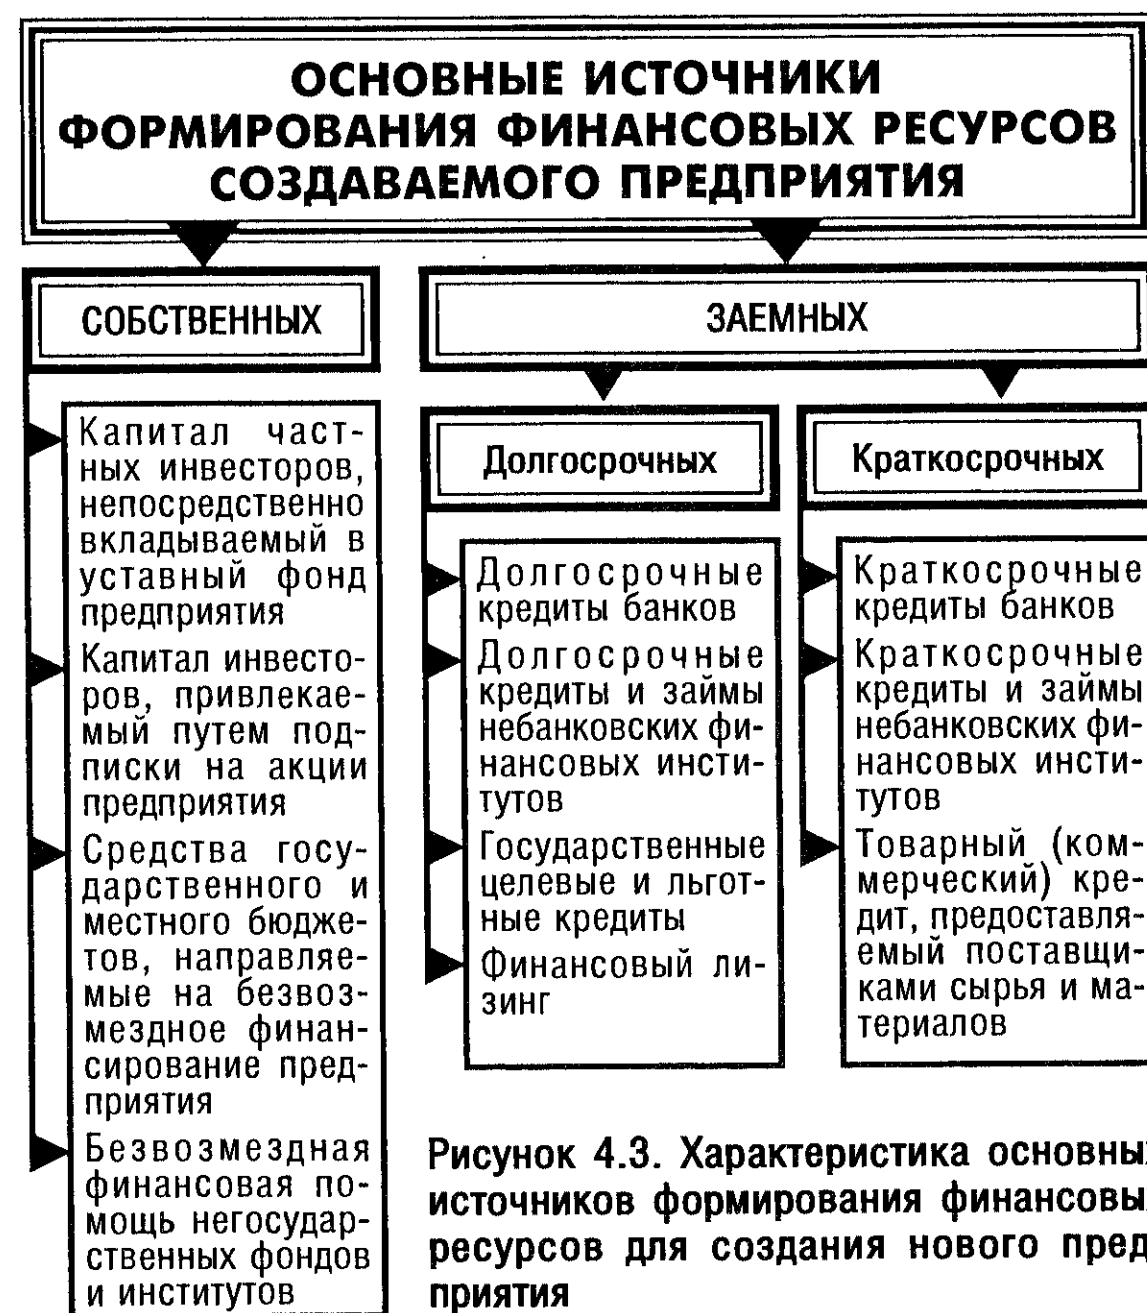 ОСНОВНЫЕ ИСТОЧНИКИ
ФОРМИРОВАНИЯ ФИНАНСОВЫХ РЕСУРСОВ
СОЗДАВАЕМОГО ПРЕДПРИЯТИЯ
СОБСТВЕННЫХ
Капитал част-
ных инвесторов,
непосредственно
вкладываемый в
уставный фонд
предприятия
Капитал инвесто-
ров, привлекае-
мый путем под-
писки на акции
предприятия
Средства госу-
дарственного и
местного бюдже-
тов, направляе-
мые на безвоз-
мездное финан-
сирование пред-
приятия
Безвозмездная
финансовая по-
мощь негосудар-
ственных фондов
и институтов
ЗАЕМНЫХ
Долгосрочных
Долгосрочные
кредиты банков
Долгосрочные
кредиты и займы
небанковских фи-
нансовых инсти-
тутов
Государственные
целевые и льгот-
ные кредиты
Финансовый ли-
зинг
Краткосрочных
Краткосрочные
кредиты банков
Краткосрочные
кредиты и займы
небанковских фи-
нансовых инсти-
тутов
Товарный (ком-
мерческий) кре-
дит, предоставля-
емый поставщи-
ками сырья и ма-
териалов
Рисунок 4.3. Характеристика основных
источников формирования финансовых
ресурсов для создания нового пред
приятия